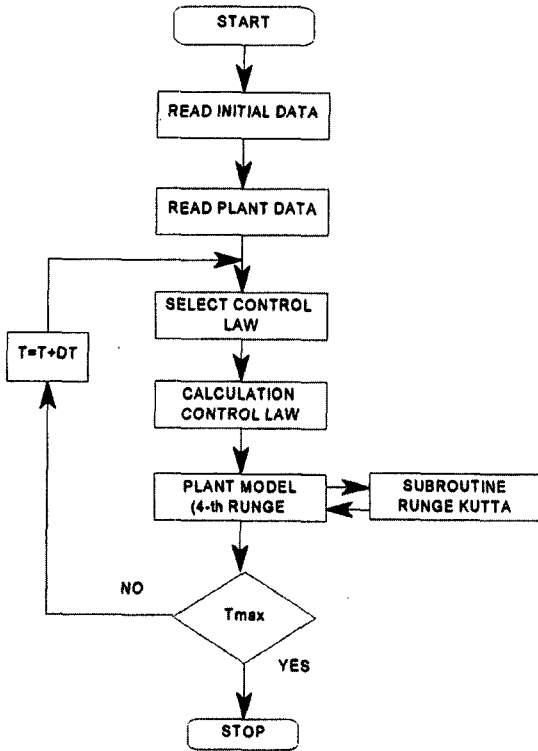 START
READ INITIAL DATA
READ PLANT DATA
SELECT CONTROL
LAW
T=T+DT
CALCULATION
CONTROL LAW
PLANT MODEL
(4-th RUNGE
SUBROUTINE
RUNGE KUTTA
NO
Tmax
YES
STOP